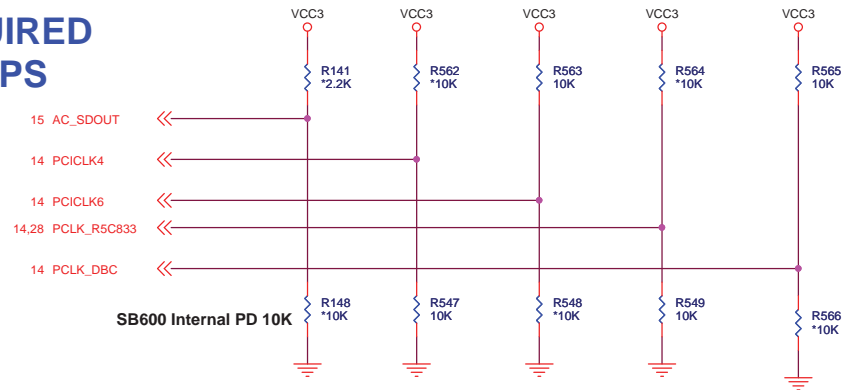 UIRED
PS
VCC3 VCC3 VCC3 VCC3 VCC3
R141 R562 R563 R564 R565
*2.2K *10K 10K *10K 10K
15 AC_SDOUT
14 PCICLK4
14 PCICLK6
14,28 PCLK_R5C833
14 PCLK_DBC
R148 R547 R548 R549 R566
*10K 10K *10K 10K *10K
SB600 Internal PD 10K